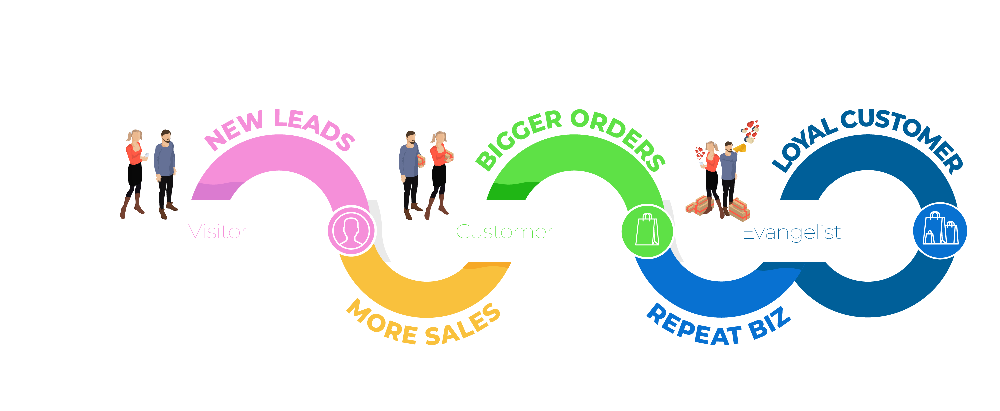 NEW LEADS
Visitor
MORE SALES
BIGGER ORDERS
Customer
REPEAT BIZ
LOYAL CUSTOMER
Evangelist